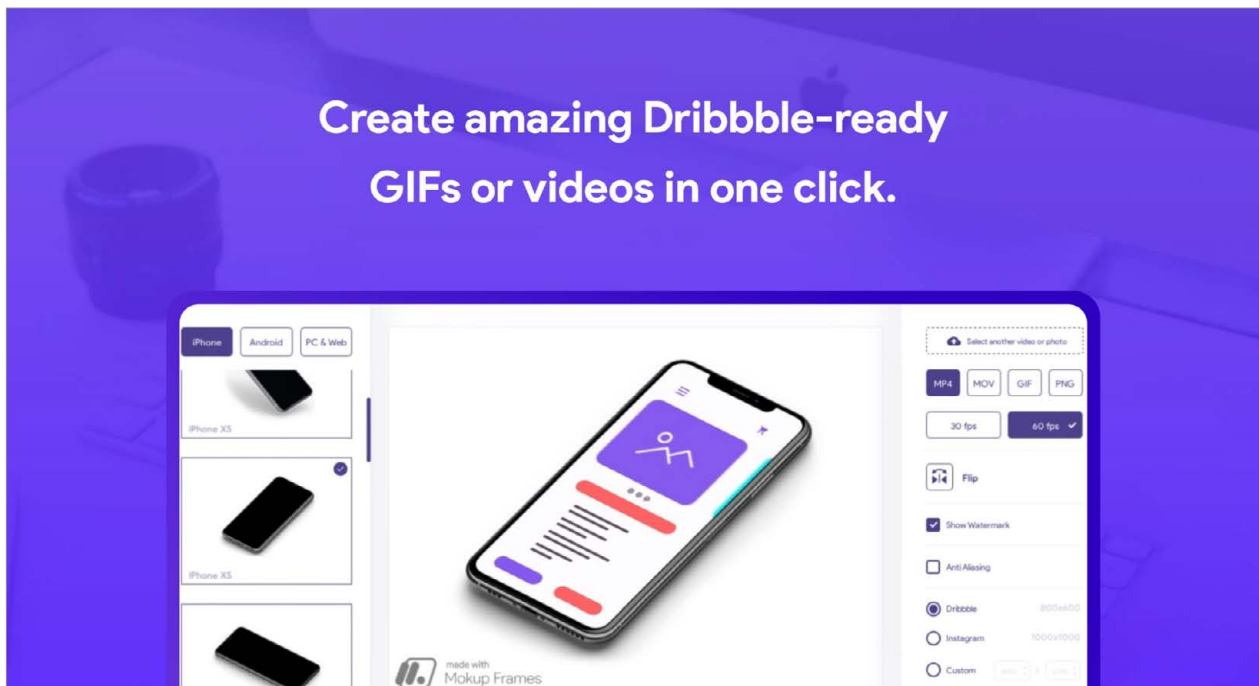 Create amazing Dribbble-ready
GIFs or videos in one click.
iPhone
Android
PC & Web
iPhone XS
iPhone XS
made with
Mokup Frames
Select another video or photo
MP4
MOV
GIF
PNG
30 fps
60 fps
Flip
Show Watermark
Anti Aliasing
Dribbble
800x600
Instagram
1000x1000
Custom